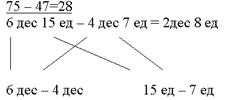 75 – 47=28
6 дес 15 ед – 4 дес 7 ед = 2дес 8 ед
6 дес – 4 дес 15 ед – 7 ед